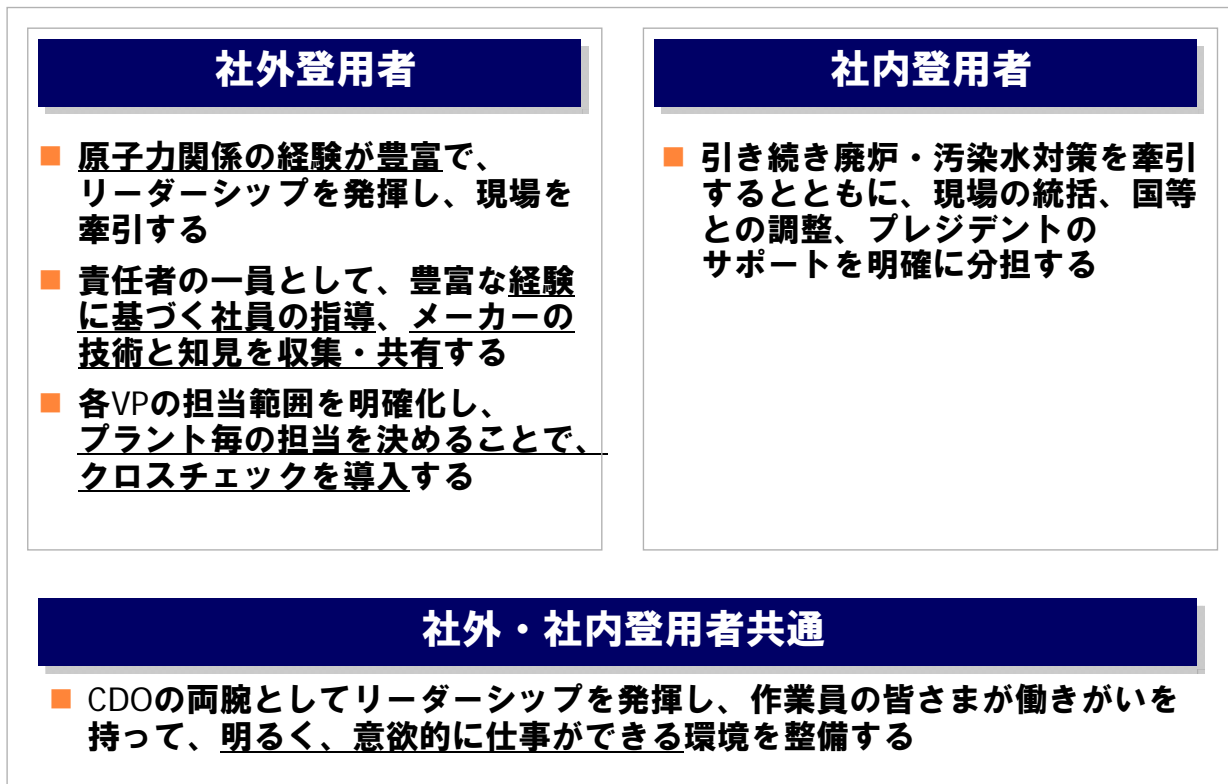 社外登用者
■ 原子力関係の経験が豊富で、
リーダーシップを発揮し、現場を
牽引する
■ 責任者の一員として、豊富な経験
に基づく社員の指導、メーカーの
技術と知見を収集・共有する
■ 各VPの担当範囲を明確化し、
プラント毎の担当を決めることで、
クロスチェックを導入する
社内登用者
■ 引き続き廃炉・汚染水対策を牽引
するとともに、現場の統括、国等
との調整、プレジデントの
サポートを明確に分担する
社外・社内登用者共通
■ CDOの両腕としてリーダーシップを発揮し、作業員の皆さまが働きがいを
持って、明るく、意欲的に仕事ができる環境を整備する